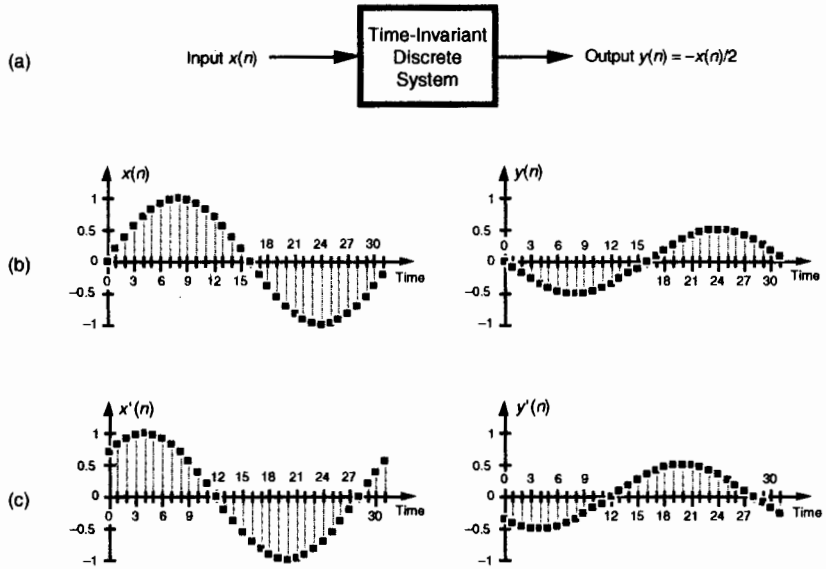 (a)
Input x(n)
Time-Invariant
Discrete
System
Output y(n) = –x(n)/2
(b)
x(n)
1
0.5
0
–0.5
–1
0 3 6 9 12 15
18 21 24 27 30
Time
y(n)
1
0.5
0
–0.5
–1
0 3 6 9 12 15
18 21 24 27 30
Time
(c)
x'(n)
1
0.5
0
–0.5
–1
0 3 6 9
12 15 18 21 24 27
30
Time
y'(n)
1
0.5
0
–0.5
–1
0 3 6 9
12 15 18 21 24 27
30
Time